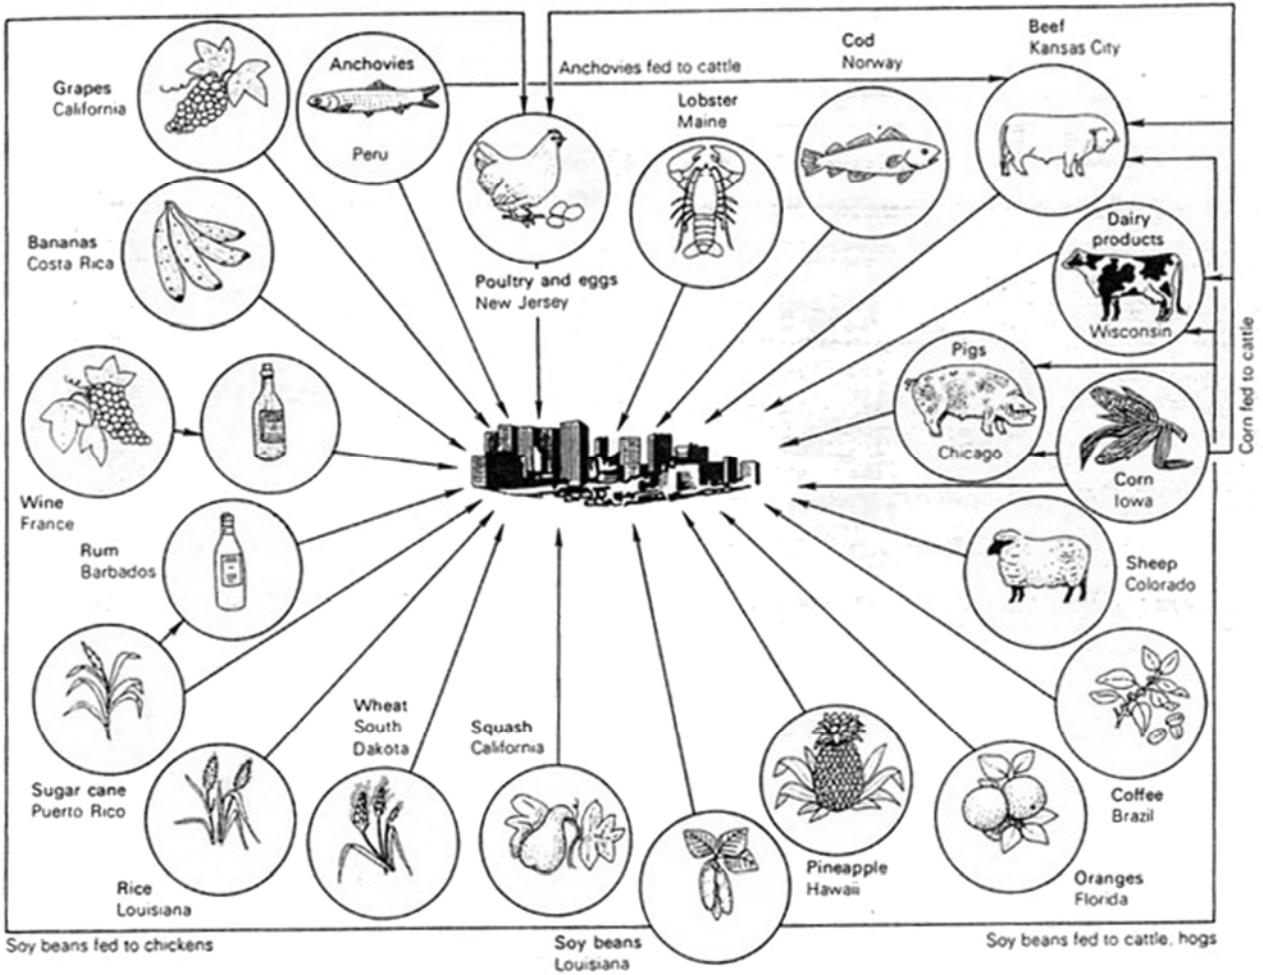 Beef
Kansas City
Cod
Norway
Anchovies
Peru
Anchovies fed to cattle
Grapes
California
Lobster
Maine
Dairy
products
Wisconsin
Bananas
Costa Rica
Poultry and eggs
New Jersey
Pigs
Chicago
Corn fed to cattle
Corn
Iowa
Wine
France
Rum
Barbados
Sheep
Colorado
Wheat
South
Dakota
Squash
California
Sugar cane
Puerto Rico
Coffee
Brazil
Pineapple
Hawaii
Oranges
Florida
Rice
Louisiana
Soy beans fed to chickens
Soy beans
Louisiana
Soy beans fed to cattle, hogs